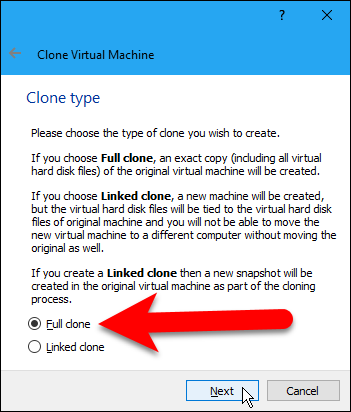 ?
Clone Virtual Machine
Clone type
Please choose the type of clone you wish to create.
If you choose Full clone, an exact copy (including all virtual
hard disk files) of the original virtual machine will be created.
If you choose Linked clone, a new machine will be created,
but the virtual hard disk files will be tied to the virtual hard disk
files of original machine and you will not be able to move the
new virtual machine to a different computer without moving the
original as well.
If you create a Linked clone then a new snapshot will be
created in the original virtual machine as part of the cloning
process.
Full clone
Linked clone
Next
Cancel